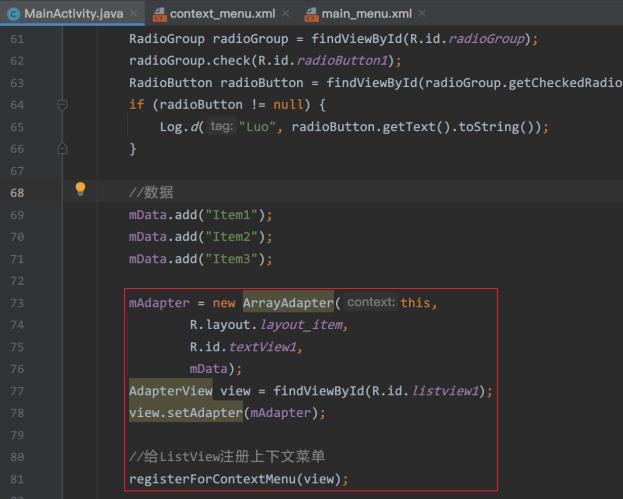 MainActivity.java × context_menu.xml × main_menu.xml ×
61 RadioGroup radioGroup = findViewById(R.id.radioGroup);
62 radioGroup.check(R.id.radioButton1);
63 RadioButton radioButton = findViewById(radioGroup.getCheckedRadio
64 if (radioButton != null) {
65 Log.d( tag: "Luo", radioButton.getText().toString());
66 }
67
68 //数据
69 mData.add("Item1");
70 mData.add("Item2");
71 mData.add("Item3");
72
73 mAdapter = new ArrayAdapter( context: this,
74 R.layout.layout_item,
75 R.id.textView1,
76 mData);
77 AdapterView view = findViewById(R.id.listview1);
78 view.setAdapter(mAdapter);
79
80 //给ListView注册上下文菜单
81 registerForContextMenu(view);